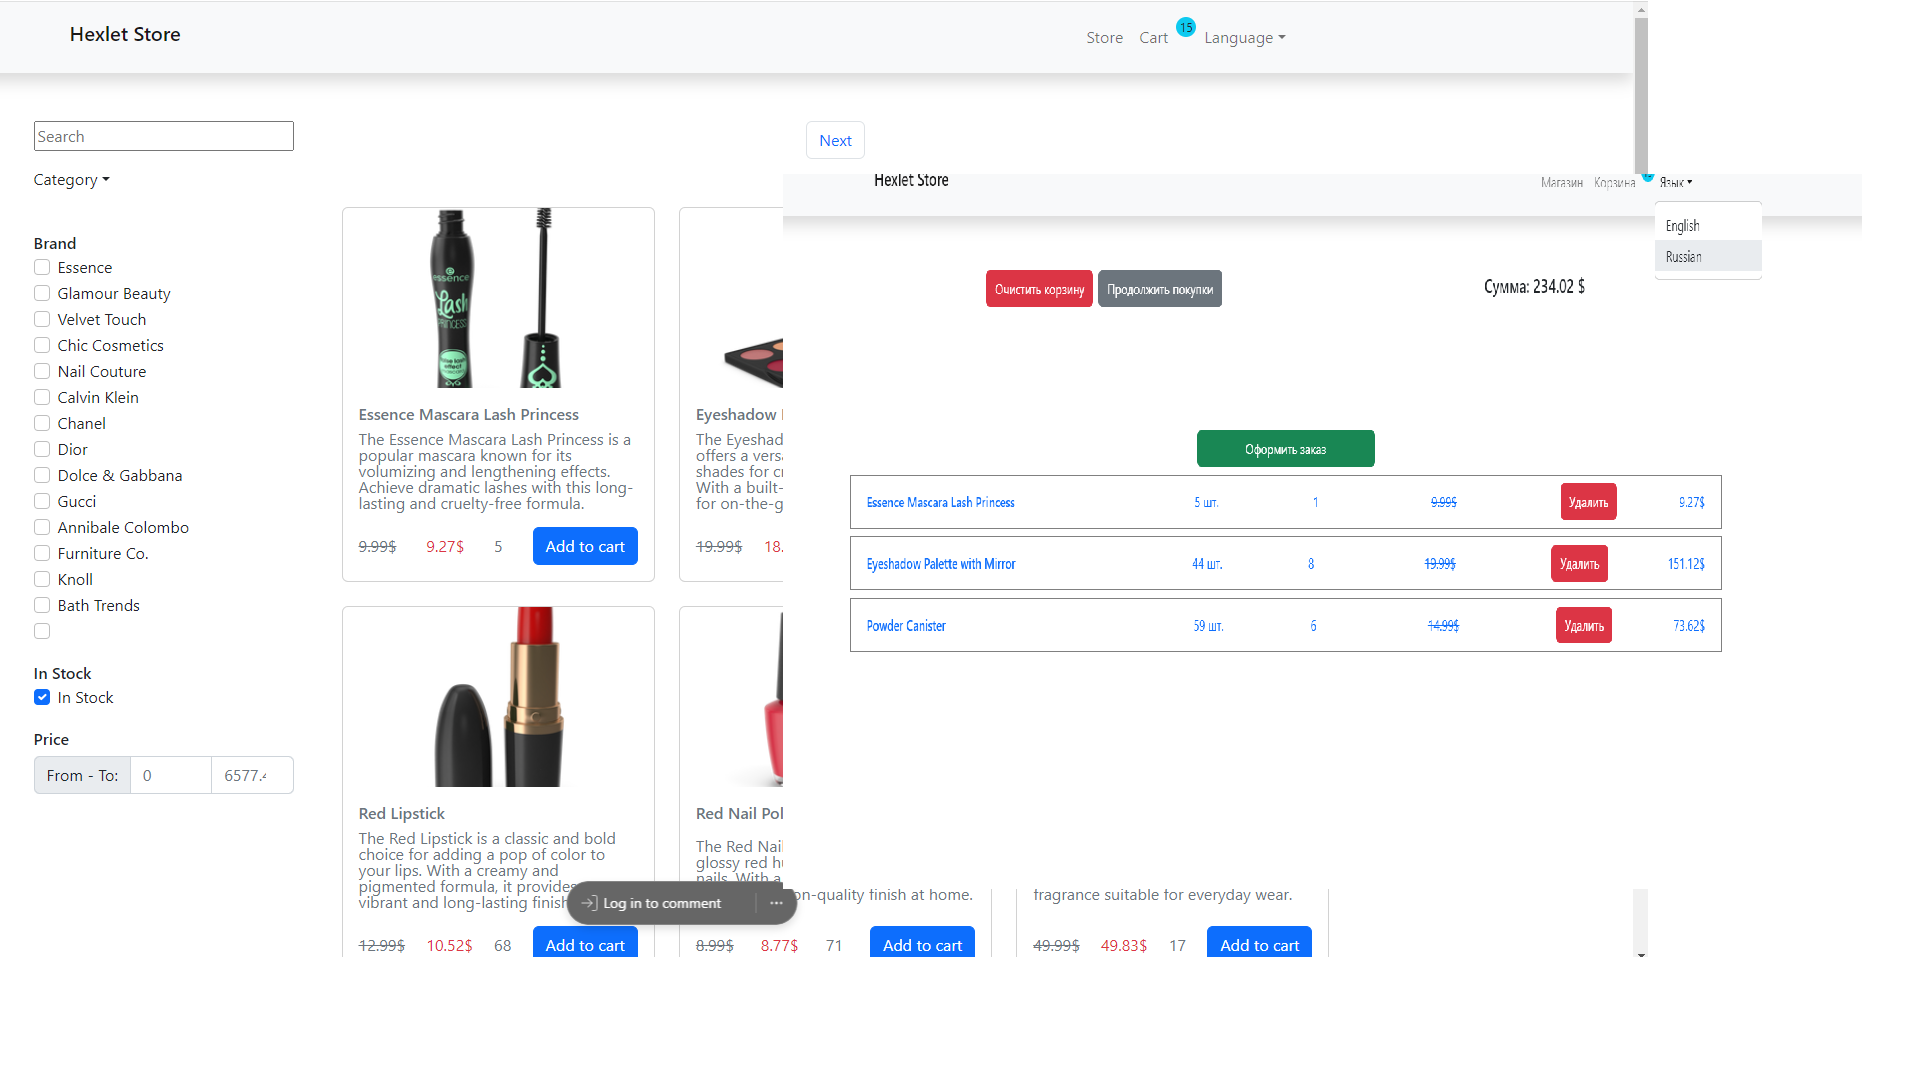 Hexlet Store
Store Cart 15 Language
Search
Category
Brand
Essence
Glamour Beauty
Velvet Touch
Chic Cosmetics
Nail Couture
Calvin Klein
Chanel
Dior
Dolce & Gabbana
Gucci
Annibale Colombo
Furniture Co.
Knoll
Bath Trends
In Stock
In Stock
Price
From - To: 0 6577.4
Next
essence
Lash
PRINCESS
Essence Mascara Lash Princess
The Essence Mascara Lash Princess is a
popular mascara known for its
volumizing and lengthening effects.
Achieve dramatic lashes with this long-
lasting and cruelty-free formula.
9.99$ 9.27$ 5 Add to cart
Eyeshadow
The Eyeshad
offers a versa
shades for cr
With a built-
for on-the-g
19.99$ 18.
Red Lipstick
The Red Lipstick is a classic and bold
choice for adding a pop of color to
your lips. With a creamy and
pigmented formula, it provides
vibrant and long-lasting finish
12.99$ 10.52$ 68 Add to cart
Red Nail Pol
The Red Nail
glossy red hu
nails. With a
on-quality finish at home.
8.99$ 8.77$ 71 Add to cart
fragrance suitable for everyday wear.
49.99$ 49.83$ 17 Add to cart
Log in to comment
Hexlet Store
Магазин Корзина Язык
English
Russian
Очистить корзину Продолжить покупки Сумма: 234.02 $
Оформить заказ
Essence Mascara Lash Princess 5 шт. 1 9.99$ Удалить 9.27$
Eyeshadow Palette with Mirror 44 шт. 8 19.99$ Удалить 151.12$
Powder Canister 59 шт. 6 14.99$ Удалить 73.62$